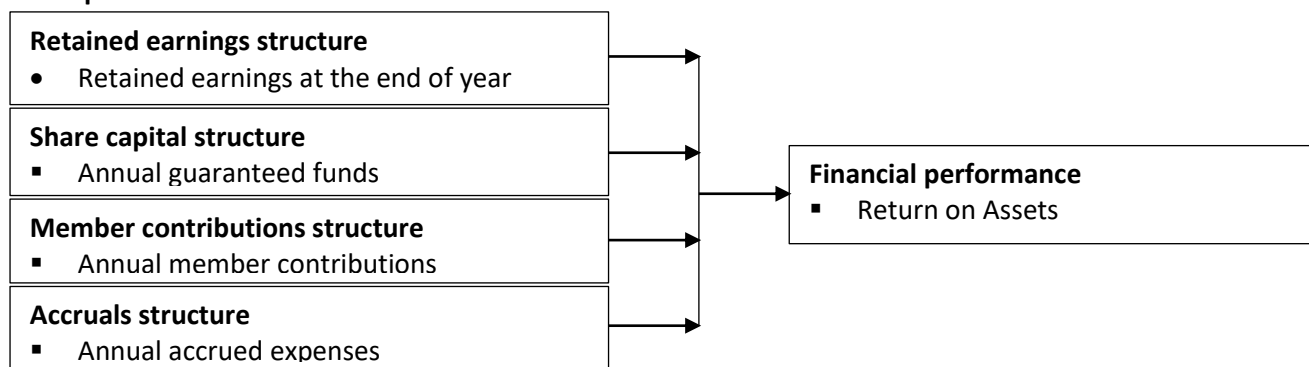 Retained earnings structure
• Retained earnings at the end of year
Share capital structure
▪ Annual guaranteed funds
Member contributions structure
▪ Annual member contributions
Accruals structure
▪ Annual accrued expenses
Financial performance
▪ Return on Assets